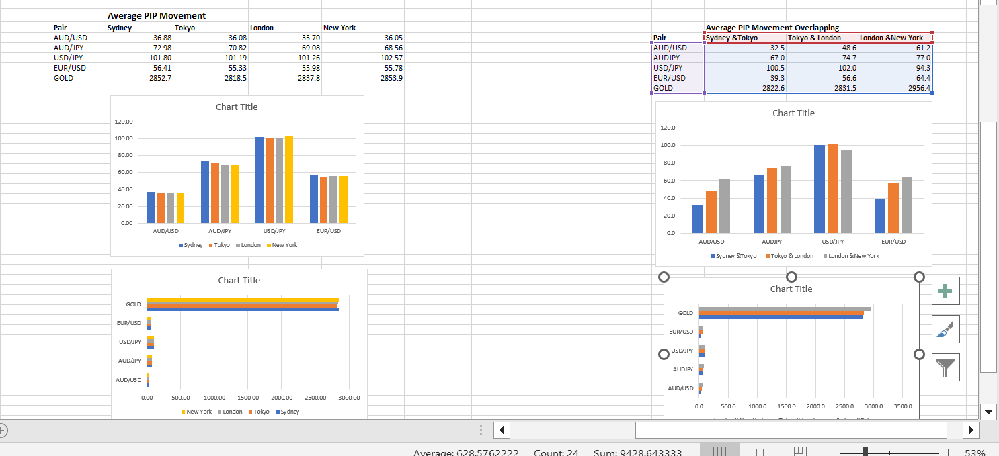 Average PIP Movement
Pair Sydney Tokyo London New York
AUD/USD 36.88 36.08 35.70 36.05
AUD/JPY 72.98 70.82 69.08 68.56
USD/JPY 101.80 101.19 101.26 102.57
EUR/USD 56.41 55.33 55.98 55.78
GOLD 2852.7 2818.5 2837.8 2853.9
Average PIP Movement Overlapping
Pair Sydney &Tokyo Tokyo & London London &New York
AUD/USD 32.5 48.6 61.2
AUDJPY 67.0 74.7 77.0
USD/JPY 100.5 102.0 94.3
EUR/USD 39.3 56.6 64.4
GOLD 2822.6 2831.5 2956.4
Chart Title
120.00
100.00
80.00
60.00
40.00
20.00
0.00
AUD/USD AUD/JPY USD/JPY EUR/USD
Sydney Tokyo London New York
Chart Title
120.0
100.0
80.0
60.0
40.0
20.0
0.0
AUD/USD AUDJPY USD/JPY EUR/USD
Sydney &Tokyo Tokyo & London London &New York
Chart Title
GOLD
EUR/USD
USD/JPY
AUD/JPY
AUD/USD
0.00 500.00 1000.00 1500.00 2000.00 2500.00 3000.00
New York London Tokyo Sydney
Chart Title
GOLD
EUR/USD
USD/JPY
AUDJPY
AUD/USD
0.0 500.0 1000.0 1500.0 2000.0 2500.0 3000.0 3500.0
Average: 628.5762222 Count: 24 Sum: 9428.643333 53%